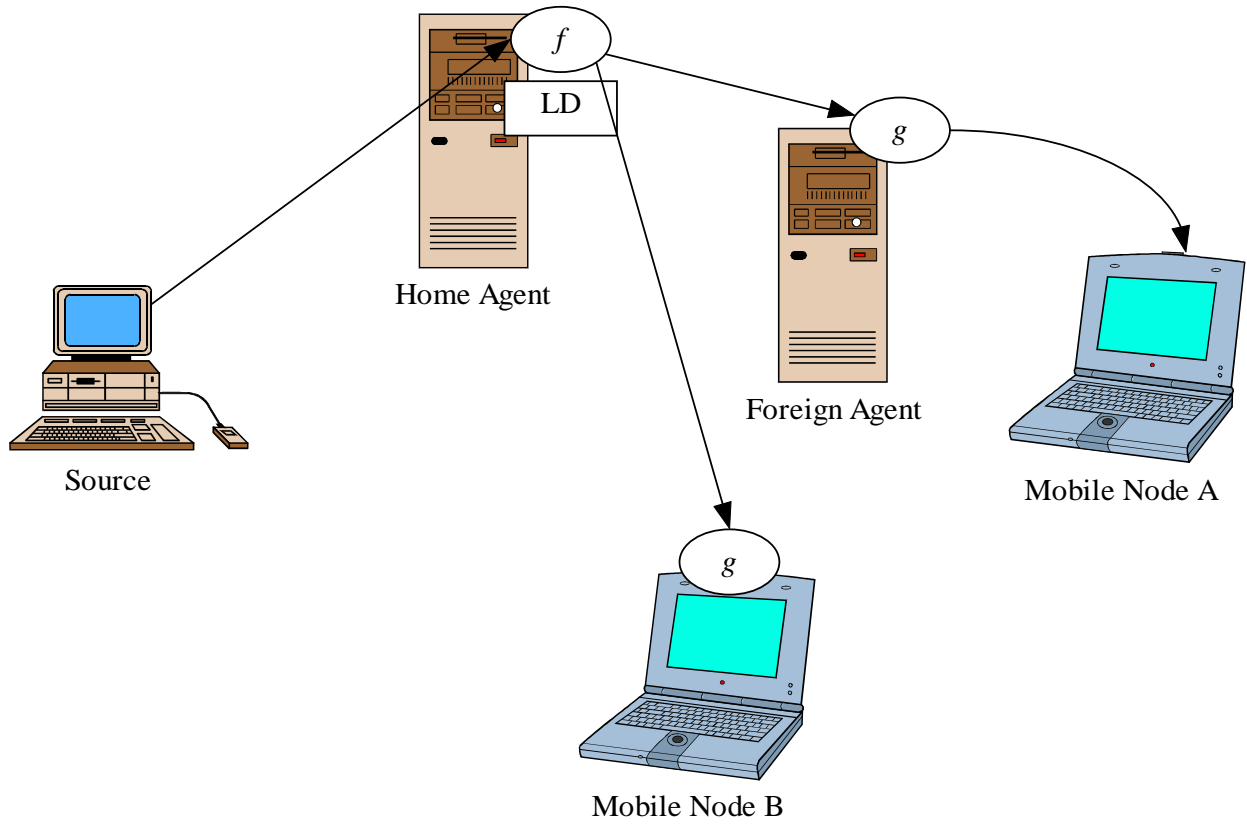 f
LD
g
Home Agent
Foreign Agent
Source
Mobile Node A
g
Mobile Node B